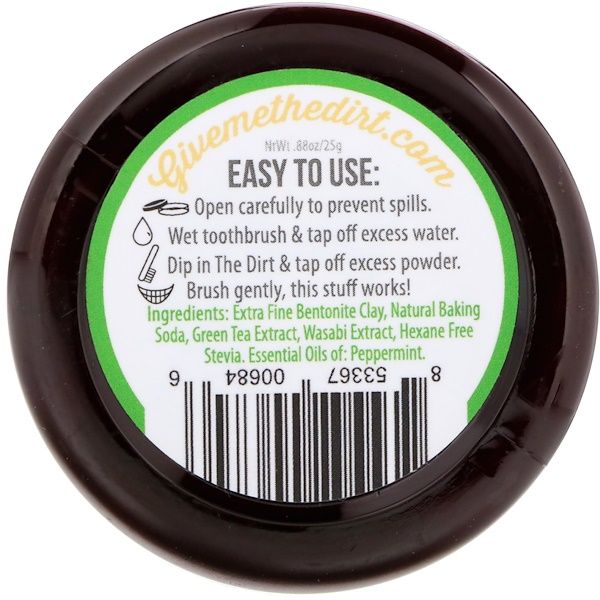 Givemethedirt.com
NtWt .88oz/25g
EASY TO USE:
Open carefully to prevent spills.
Wet toothbrush & tap off excess water.
Dip in The Dirt & tap off excess powder.
Brush gently, this stuff works!
Ingredients: Extra Fine Bentonite Clay, Natural Baking
Soda, Green Tea Extract, Wasabi Extract, Hexane Free
Stevia. Essential Oils of: Peppermint.
8 53367 00684 6